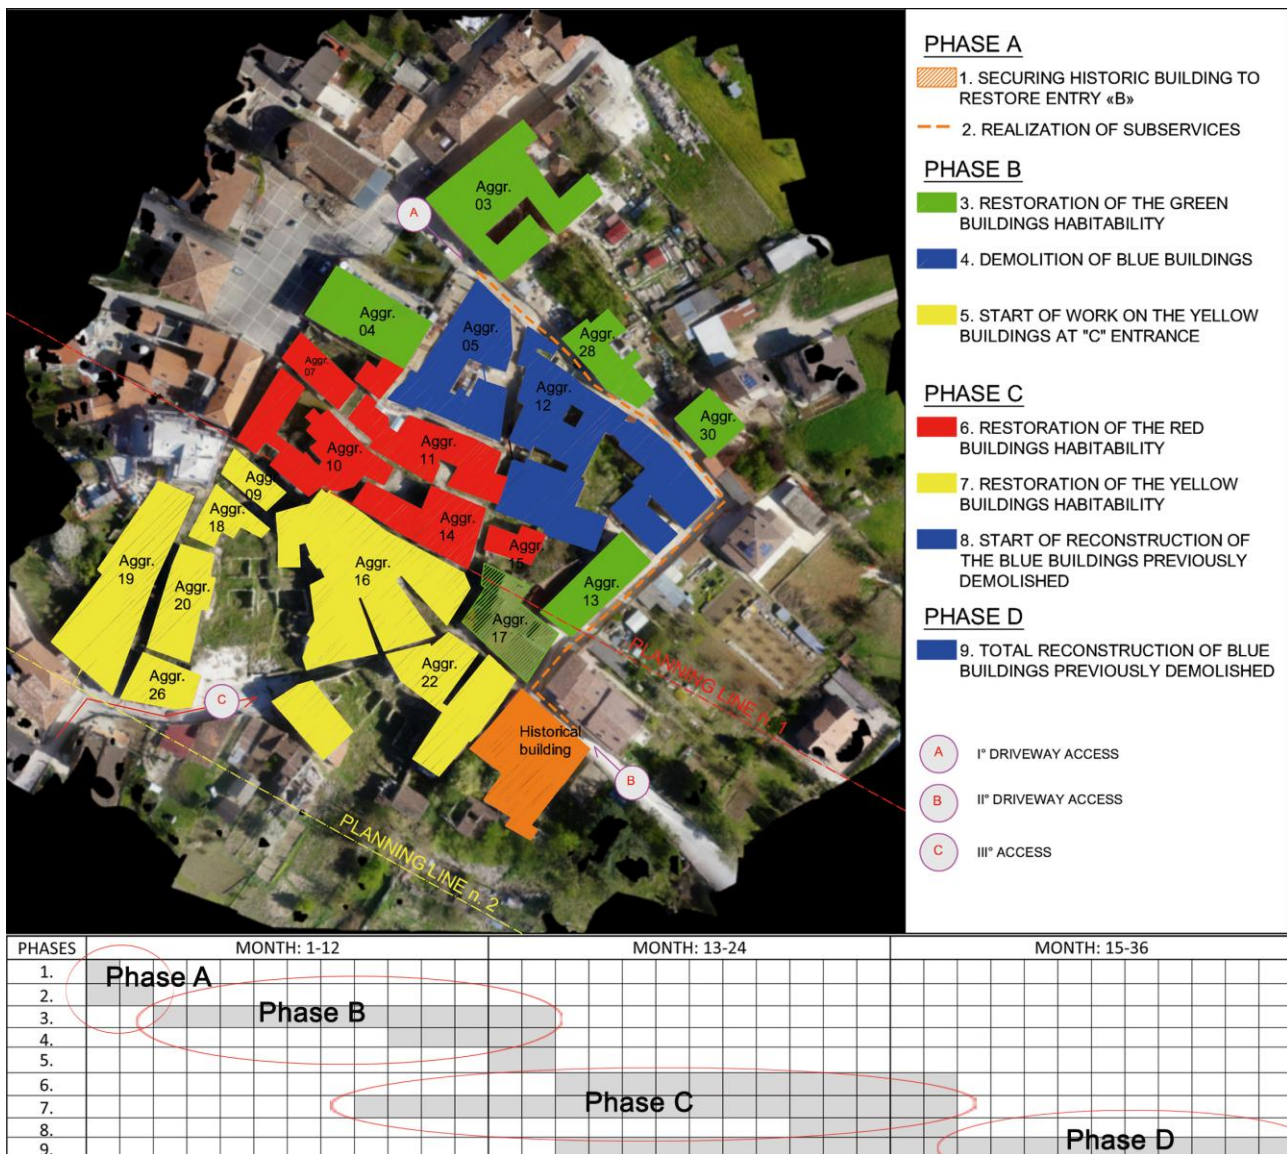 PHASE A
1. SECURING HISTORIC BUILDING TO
RESTORE ENTRY «B»
2. REALIZATION OF SUBSERVICES
PHASE B
3. RESTORATION OF THE GREEN
BUILDINGS HABITABILITY
4. DEMOLITION OF BLUE BUILDINGS
5. START OF WORK ON THE YELLOW
BUILDINGS AT "C" ENTRANCE
PHASE C
6. RESTORATION OF THE RED
BUILDINGS HABITABILITY
7. RESTORATION OF THE YELLOW
BUILDINGS HABITABILITY
8. START OF RECONSTRUCTION OF
THE BLUE BUILDINGS PREVIOUSLY
DEMOLISHED
PHASE D
9. TOTAL RECONSTRUCTION OF BLUE
BUILDINGS PREVIOUSLY DEMOLISHED
A I° DRIVEWAY ACCESS
B II° DRIVEWAY ACCESS
C III° ACCESS
Aggr.
03
A
Aggr.
04
Aggr.
05
Aggr.
28
Aggr.
07
Aggr.
12
Aggr.
30
Aggr.
10
Aggr.
11
Aggr.
09
Aggr.
18
Aggr.
14
Aggr.
15
Aggr.
19
Aggr.
20
Aggr.
16
Aggr.
13
Aggr.
17
Aggr.
26
Aggr.
22
C
Historical
building
B
PLANNING LINE n. 1
PLANNING LINE n. 2
PHASES MONTH: 1-12 MONTH: 13-24 MONTH: 15-36
1.
Phase A
2.
3.
Phase B
4.
5.
6.
7.
Phase C
8.
9.
Phase D